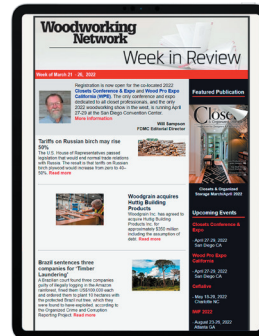 Woodworking
Network
Week in Review
Week of March 21 - 25, 2022
Registration is now open for the co-located 2022
Closets Conference & Expo and Wood Pro Expo
California (WPE). The only conference and expo
dedicated to all closet professionals, and the only
2022 woodworking show in the west, is running April
27-29 at the San Diego Convention Center.
More information
Will Sampson
FDMC Editorial Director
Tariffs on Russian birch may rise
50%
The U.S. House of Representatives passed
legislation that would end normal trade relations
with Russia. The result is that tariffs on Russian
birch plywood would increase from zero to 40-
50%. Read more
Woodgrain acquires
Huttig Building
Products
Woodgrain Inc. has agreed to
acquire Huttig Building
Products Inc. for
approximately $350 million
including the assumption of
debt. Read more
Brazil sentences three
companies for 'Timber
Laundering'
A Brazilian court found three companies
guilty of illegally logging in the Amazon
rainforest, fined them US$100,000 each
and ordered them to plant 10 hectares with
the protected Brazil nut tree, which they
were found to have exploited, according to
the Organized Crime and Corruption
Reporting Project. Read more
Featured Publication
Closets
Closets & Organized
Storage March/April 2022
Upcoming Events
Closets Conference &
Expo
April 27-29, 2022
San Diego CA
Wood Pro Expo
California
April 27-29, 2022
San Diego CA
Cefla
May 18-20, 2022
Charlotte NC
IWF 2022
August 23-26, 2022
Atlanta GA